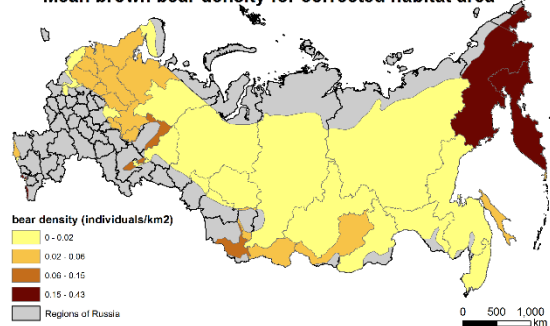 Mean brown bear density for corrected habitat area
bear density (individuals/km2)
0 - 0.02
0.02 - 0.06
0.06 - 0.15
0.15 - 0.43
Regions of Russia
0 500 1,000
km